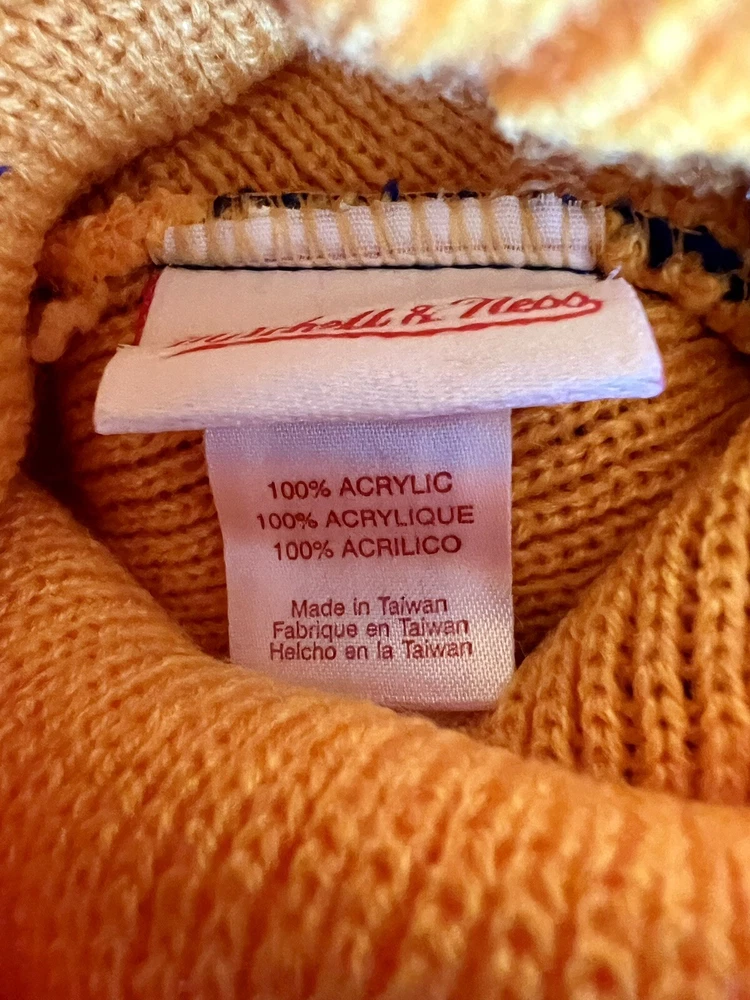 Mitchell & Ness
100% ACRYLIC
100% ACRYLIQUE
100% ACRILICO
Made in Taiwan
Fabrique en Taiwan
Helcho en la Taiwan